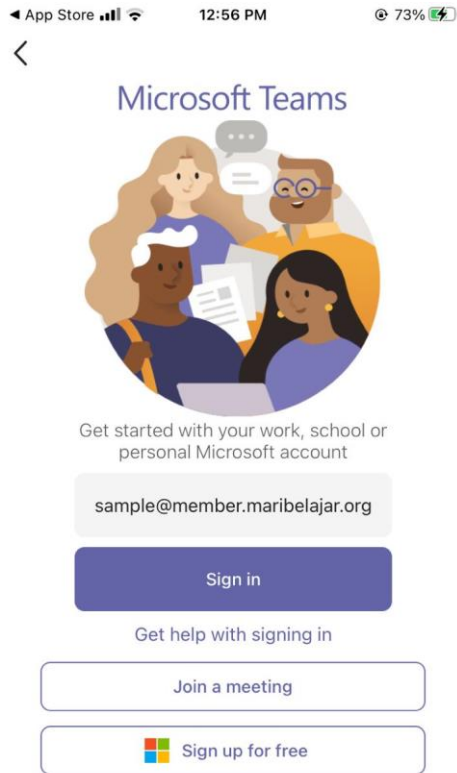 App Store
12:56 PM
73%
Microsoft Teams
Get started with your work, school or
personal Microsoft account
sample@member.maribelajar.org
Sign in
Get help with signing in
Join a meeting
Sign up for free